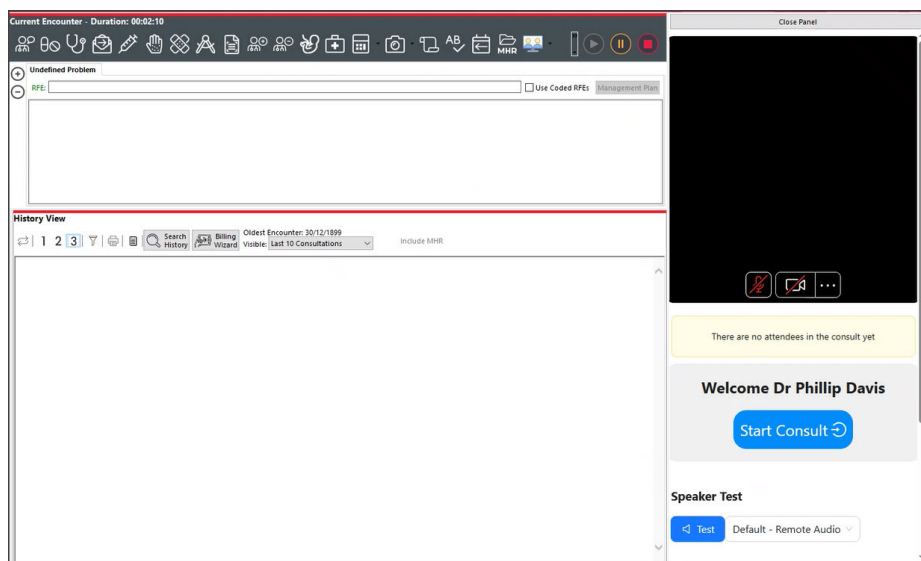 Current Encounter - Duration: 00:02:10
Close Panel
AB
MHR
Undefined Problem
RFE:
Use Coded RFEs
Management Plan
History View
1 2 3
Search History
Billing Wizard
Oldest Encounter: 30/12/1899
Visible: Last 10 Consultations
Include MHR
There are no attendees in the consult yet
Welcome Dr Phillip Davis
Start Consult
Speaker Test
Test
Default - Remote Audio